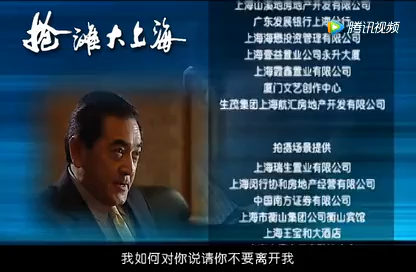 抢滩大上海
腾讯视频
上海山溪地房地产开发有限公司
广东发展银行上海分行
上海海懋投资管理有限公司
上海壹益置业公司永升大厦
上海霞鑫置业有限公司
厦门文艺创作中心
生茂集团上海航汇房地产开发有限公司
拍摄场景提供
上海瑞生置业有限公司
上海闵行协和房地产经营有限公司
中国南方证券有限公司
上海市衡山集团公司衡山宾馆
上海王宝和大酒店
我如何对你说请你不要离开我